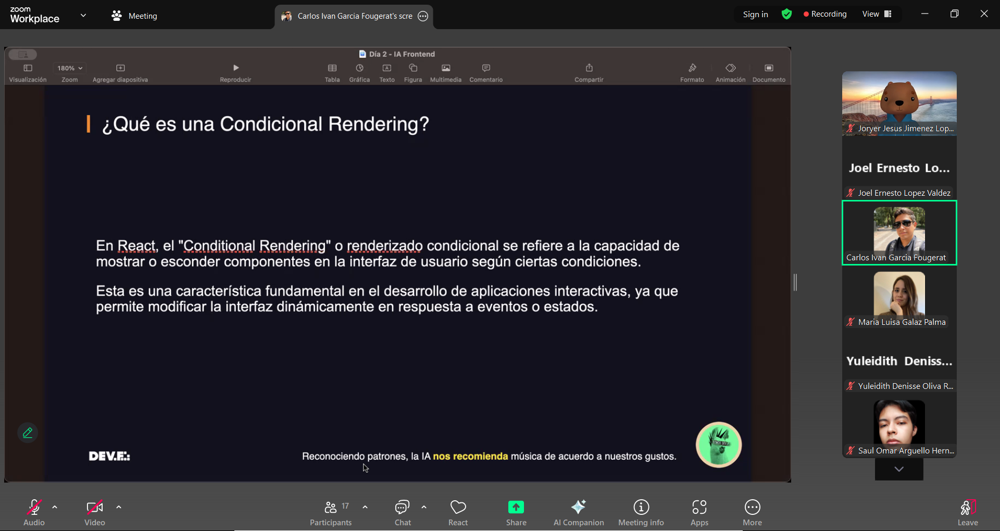 zoom
Workplace
Meeting
Carlos Ivan Garcia Fougerat's scre
Sign in
Recording
View
Día 2 - IA Frontend
180%
Visualización
Zoom
Agregar diapositiva
Reproducir
Tabla
Gráfica
Texto
Figura
Multimedia
Comentario
Compartir
Formato
Animación
Documento
¿Qué es una Condicional Rendering?
En React, el "Conditional Rendering" o renderizado condicional se refiere a la capacidad de
mostrar o esconder componentes en la interfaz de usuario según ciertas condiciones.
Esta es una característica fundamental en el desarrollo de aplicaciones interactivas, ya que
permite modificar la interfaz dinámicamente en respuesta a eventos o estados.
DEV.F.:
Reconociendo patrones, la IA nos recomienda música de acuerdo a nuestros gustos.
Joryer Jesus Jimenez Lop...
Joel Ernesto Lo...
Joel Ernesto Lopez Valdez
Carlos Ivan Garcia Fougerat
Maria Luisa Galaz Palma
Yuleidith Deniss...
Yuleidith Denisse Oliva R...
Saul Omar Arguello Hern...
Audio
Video
17
Participants
Chat
React
Share
AI Companion
Meeting info
Apps
More
Leave